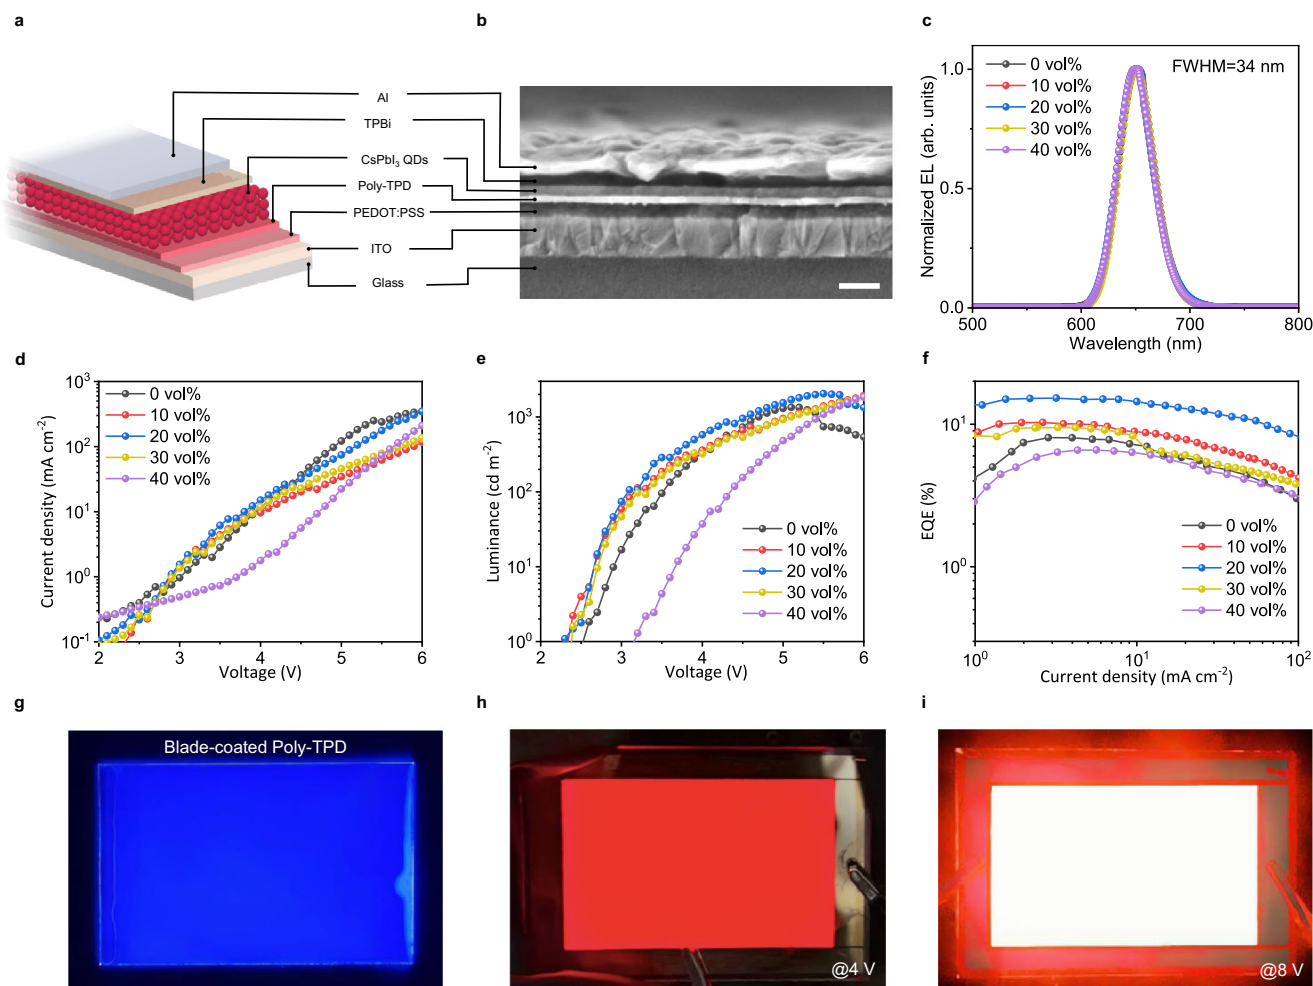 a
b
c
Al
TPBi
CsPbI₃ QDs
Poly-TPD
PEDOT:PSS
ITO
Glass
0 vol%
10 vol%
20 vol%
30 vol%
40 vol%
FWHM=34 nm
1.0
0.5
0.0
500
600
700
800
Normalized EL (arb. units)
Wavelength (nm)
d
e
f
0 vol%
10 vol%
20 vol%
30 vol%
40 vol%
10³
10²
10¹
10⁰
10⁻¹
2
3
4
5
6
Current density (mA cm⁻²)
Voltage (V)
10³
10²
10¹
10⁰
2
3
4
5
6
Luminance (cd m⁻²)
Voltage (V)
0 vol%
10 vol%
20 vol%
30 vol%
40 vol%
10¹
10⁰
10⁰
10¹
10²
EQE (%)
Current density (mA cm⁻²)
0 vol%
10 vol%
20 vol%
30 vol%
40 vol%
g
h
i
Blade-coated Poly-TPD
@4 V
@8 V